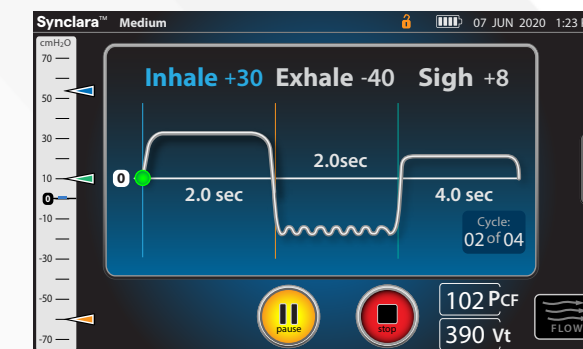 Synclara™ Medium 07 JUN 2020 1:23
cmH2O
70
50
30
10
0
-10
-30
-50
-70
Inhale +30 Exhale -40 Sigh +8
0
2.0sec
2.0 sec
4.0 sec
Cycle:
02 of 04
pause
stop
102 PCF
390 Vt
FLOW